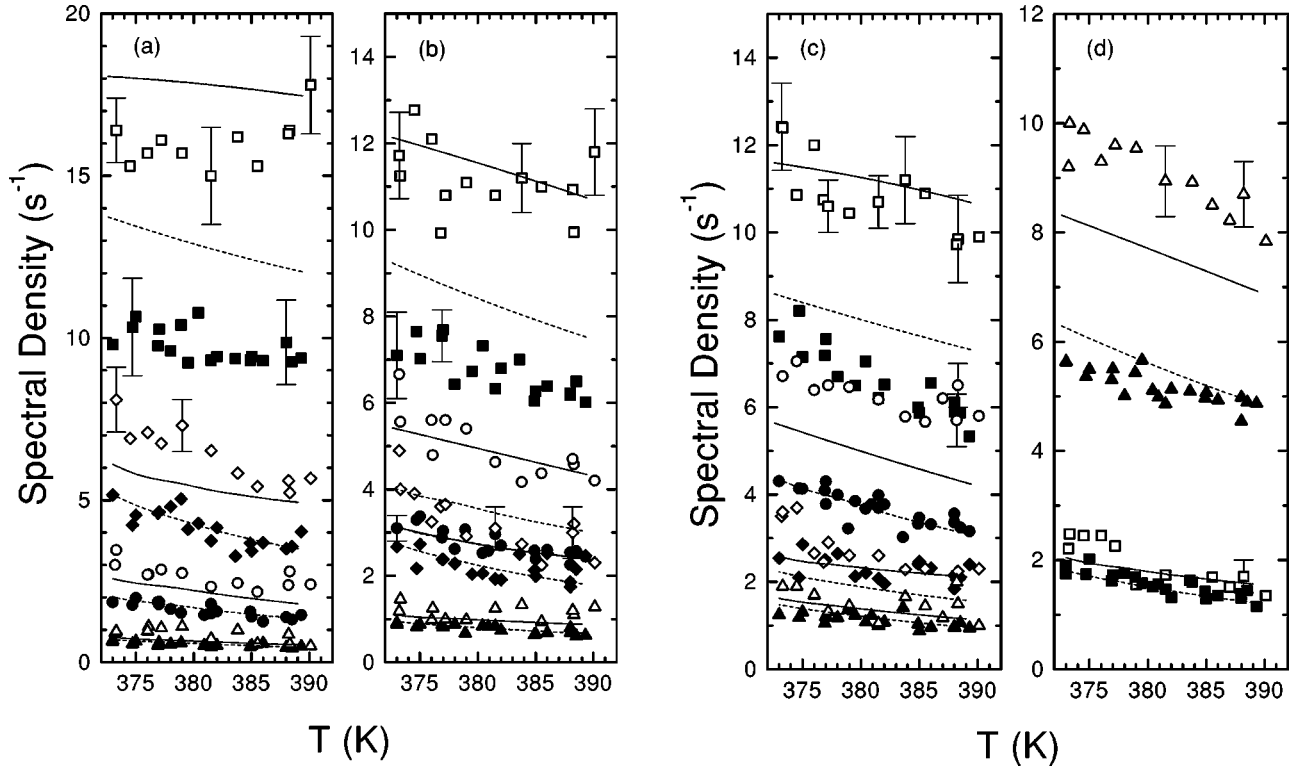 (a) (b) (c) (d)
20 16 14 12
15
14 12 10
12 10
10 8 8
10 8
8 6 6
6
5 4 4
4
2 2 2
0 0 0 0
375 380 385 390 375 380 385 390 375 380 385 390 375 380 385 390
Spectral Density (s⁻¹) Spectral Density (s⁻¹)
T (K) T (K)